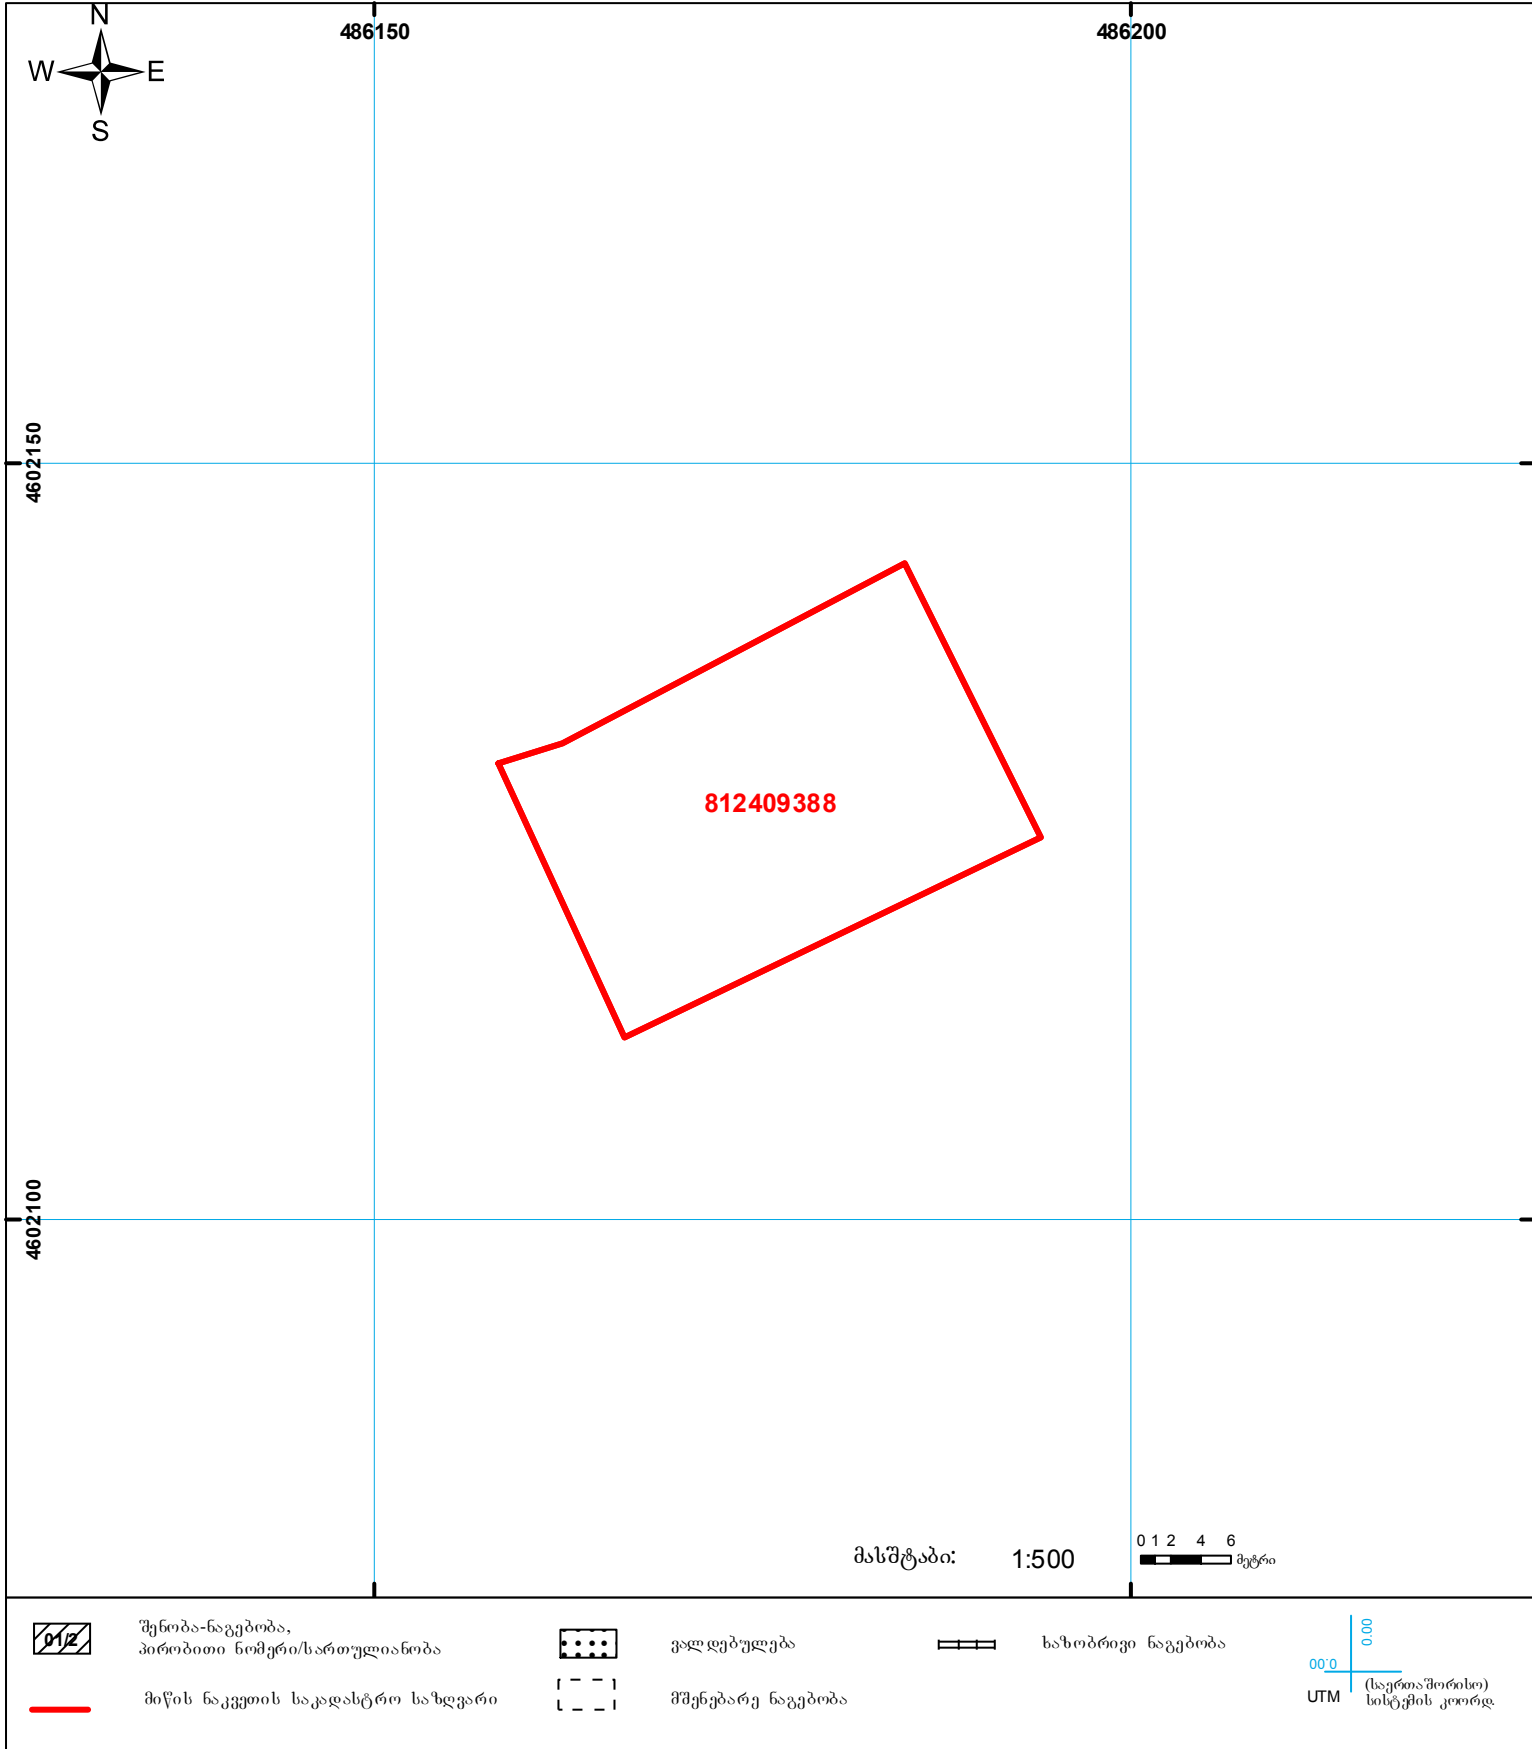 N
W E
S
486150 486200
4602150
812409388
4602100
მასშტაბი: 1:500
0 1 2 4 6
მეტრი
01/2
შენობა-ნაგებობა,
პირობითი ნომერი/სართულიანობა
ვალდებულება
ხაზობრივი ნაგებობა
მიწის ნაკვეთის საკადასტრო საზღვარი
მშენებარე ნაგებობა
0.00
0.00
UTM
(საერთაშორისო)
სისტემის კოორდ.